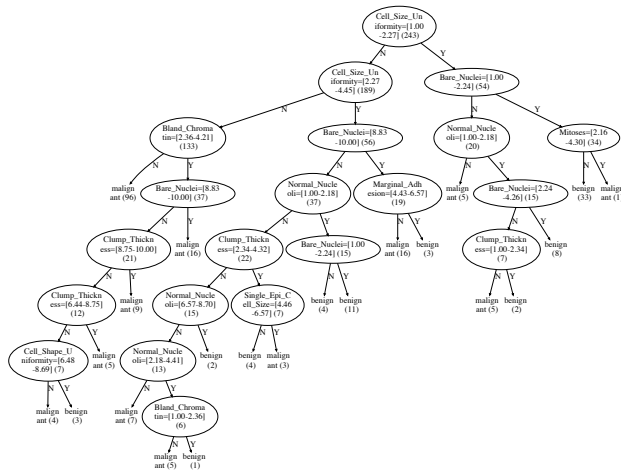 Cell_Size_Un
iformity=[1.00
-2.27] (243)
N
Y
Cell_Size_Un
iformity=[2.27
-4.45] (189)
Bare_Nuclei=[1.00
-2.24] (54)
N
Y
N
Y
Bland_Chroma
tin=[2.36-4.21]
(133)
Bare_Nuclei=[8.83
-10.00] (56)
Normal_Nucle
oli=[1.00-2.18]
(20)
Mitoses=[2.16
-4.30] (34)
N
Y
N
Y
N
Y
N
Y
malign
ant (96)
Bare_Nuclei=[8.83
-10.00] (37)
Normal_Nucle
oli=[1.00-2.18]
(37)
Marginal_Adh
esion=[4.43-6.57]
(19)
malign
ant (5)
Bare_Nuclei=[2.24
-4.26] (15)
benign
(33)
malign
ant (1
N
Y
N
Y
N
Y
N
Y
Clump_Thickn
ess=[8.75-10.00]
(21)
malign
ant (16)
Clump_Thickn
ess=[2.34-4.32]
(22)
Bare_Nuclei=[1.00
-2.24] (15)
malign
ant (16)
benign
(3)
Clump_Thickn
ess=[1.00-2.34]
(7)
benign
(8)
N
Y
N
Y
N
Y
N
Y
Clump_Thickn
ess=[6.44-8.75]
(12)
malign
ant (9)
Normal_Nucle
oli=[6.57-8.70]
(15)
Single_Epi_C
ell_Size=[4.46
-6.57] (7)
benign
(4)
benign
(11)
malign
ant (5)
benign
(2)
N
Y
N
Y
N
Y
Cell_Shape_U
niformity=[6.48
-8.69] (7)
malign
ant (5)
Normal_Nucle
oli=[2.18-4.41]
(13)
benign
(2)
benign
(4)
malign
ant (3)
N
Y
N
Y
malign
ant (4)
benign
(3)
malign
ant (7)
Bland_Chroma
tin=[1.00-2.36]
(6)
N
Y
malign
ant (5)
benign
(1)